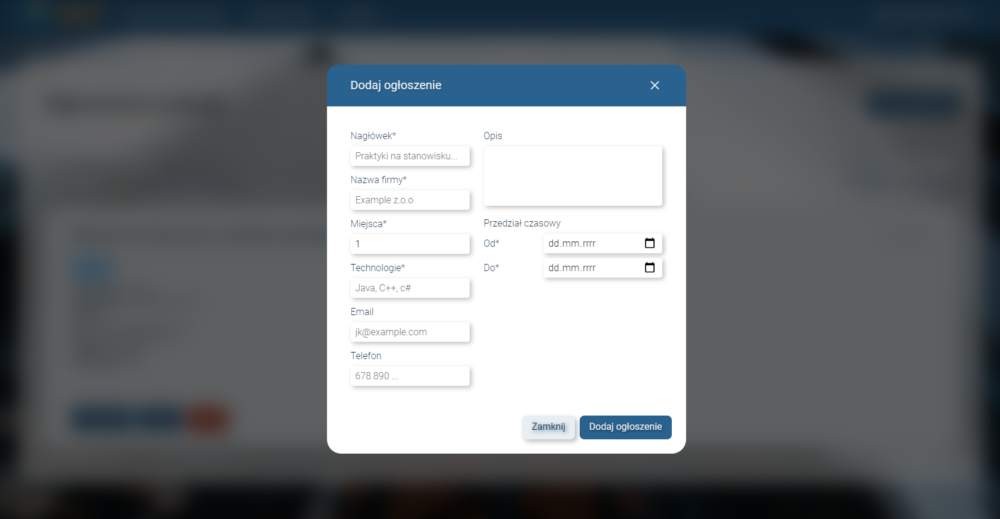 Dodaj ogłoszenie
Nagłówek*
Praktyki na stanowisku...
Nazwa firmy*
Example z.o.o
Miejsca*
1
Technologie*
Java, C++, c#
Email
jk@example.com
Telefon
678 890 ...
Opis
Przedział czasowy
Od*
dd.mm.rrrr
Do*
dd.mm.rrrr
Zamknij
Dodaj ogłoszenie